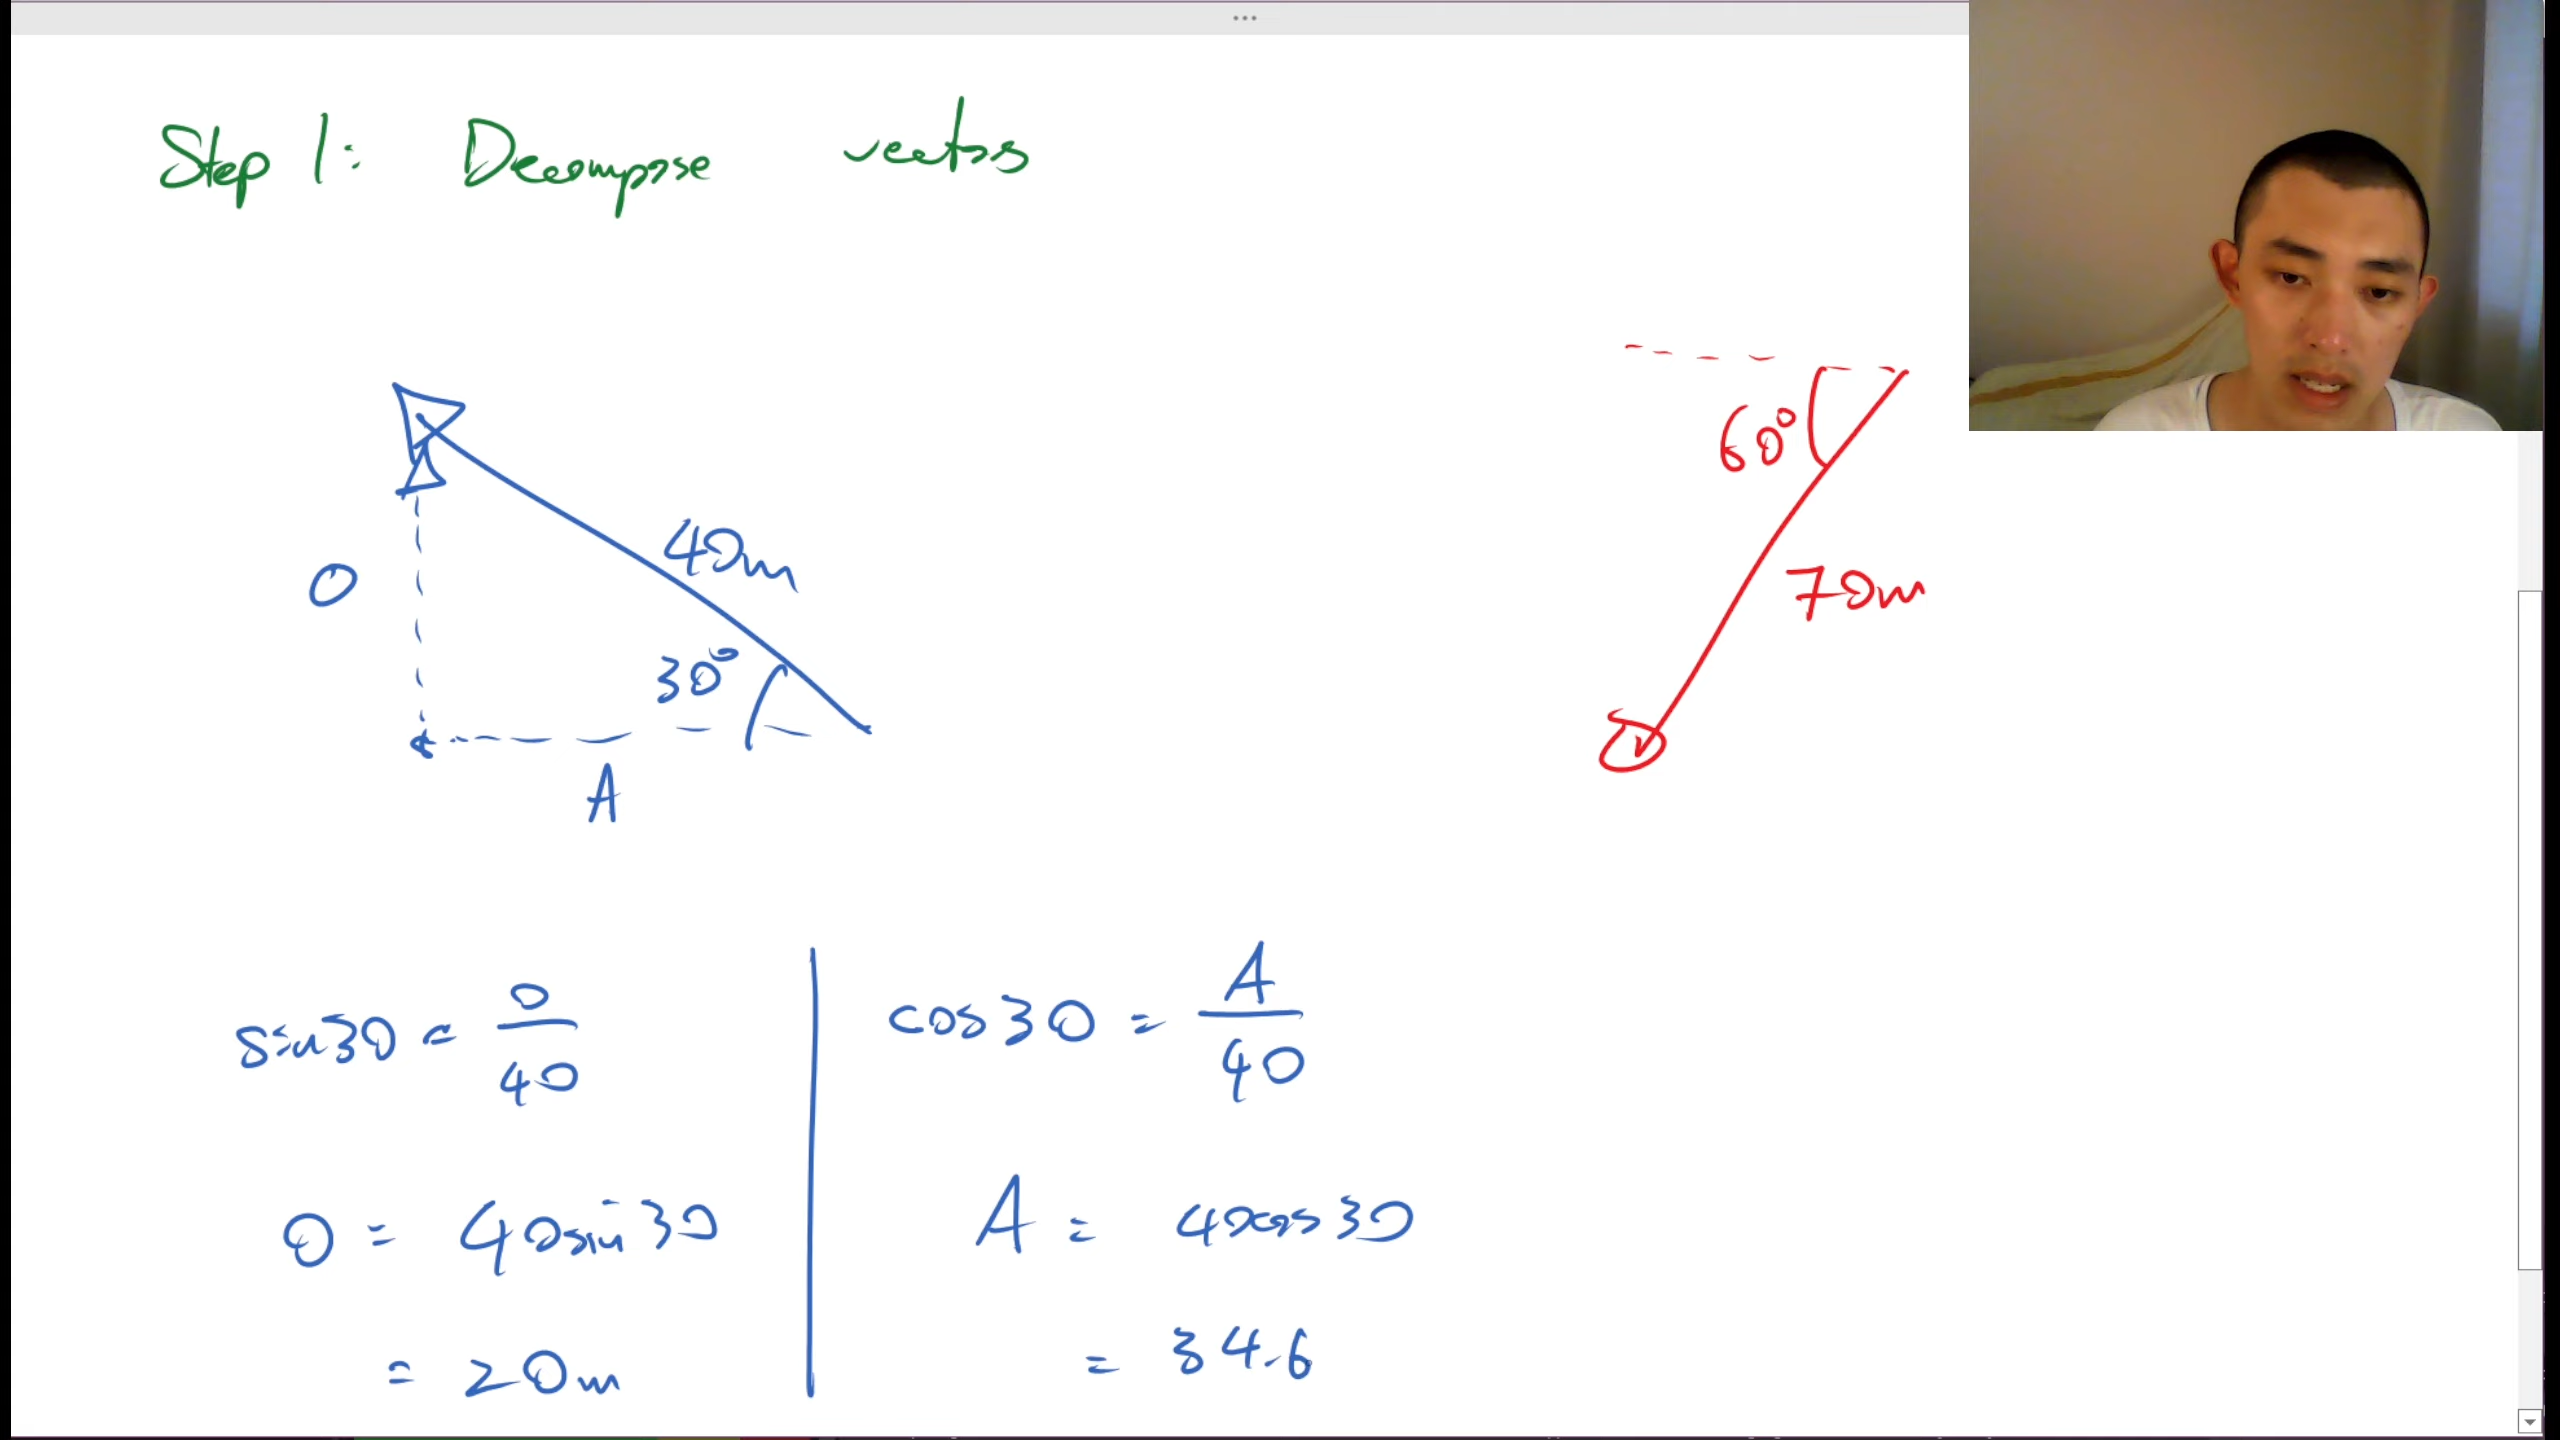 Step 1: Decompose vectors
40m
O
30°
A
60°
70m
sin30 = O/40
O = 40sin30
= 20m
cos30 = A/40
A = 40cos30
= 34.6